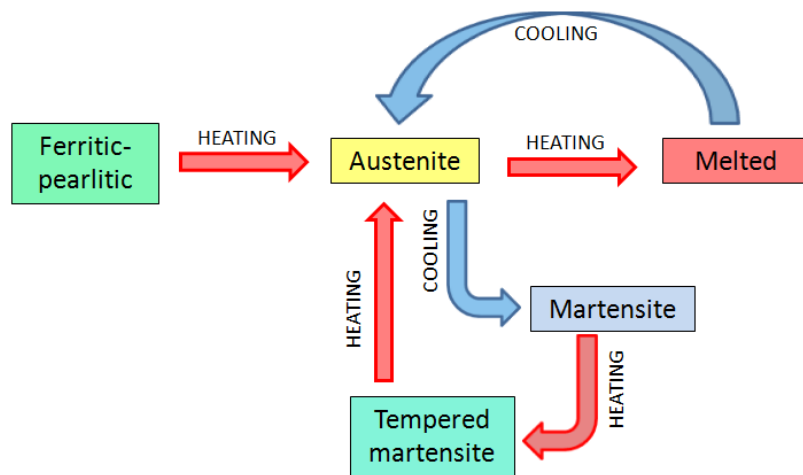 COOLING
Ferritic-
pearlitic
HEATING
Austenite
HEATING
Melted
COOLING
HEATING
Martensite
HEATING
Tempered
martensite